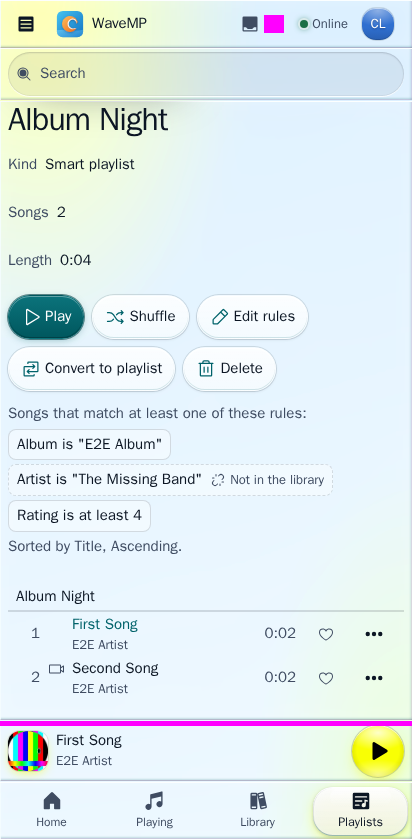 WaveMP
Online
CL
Search
Album Night
Kind Smart playlist
Songs 2
Length 0:04
Play
Shuffle
Edit rules
Convert to playlist
Delete
Songs that match at least one of these rules:
Album is "E2E Album"
Artist is "The Missing Band" Not in the library
Rating is at least 4
Sorted by Title, Ascending.
Album Night
1 First Song 0:02
E2E Artist
2 Second Song 0:02
E2E Artist
First Song
E2E Artist
Home
Playing
Library
Playlists